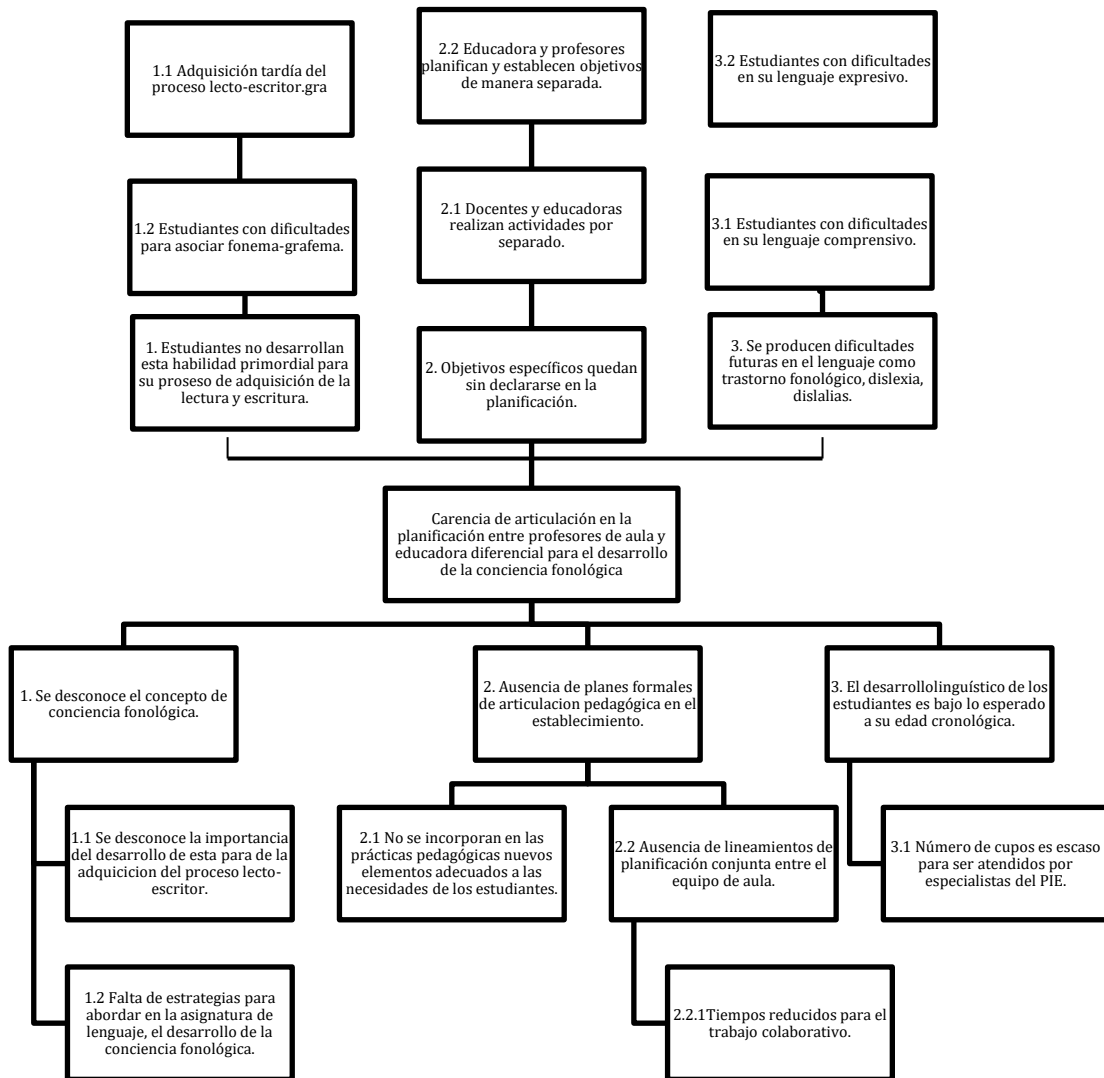 1.1 Adquisición tardía del
proceso lecto-escritor.gra
2.2 Educadora y profesores
planifican y establecen objetivos
de manera separada.
3.2 Estudiantes con dificultades
en su lenguaje expresivo.
1.2 Estudiantes con dificultades
para asociar fonema-grafema.
2.1 Docentes y educadoras
realizan actividades por
separado.
3.1 Estudiantes con dificultades
en su lenguaje comprensivo.
1. Estudiantes no desarrollan
esta habilidad primordial para
su proseso de adquisición de la
lectura y escritura.
2. Objetivos específicos quedan
sin declararse en la
planificación.
3. Se producen dificultades
futuras en el lenguaje como
trastorno fonológico, dislexia,
dislalias.
Carencia de articulación en la
planificación entre profesores de aula y
educadora diferencial para el desarrollo
de la conciencia fonológica
1. Se desconoce el concepto de
conciencia fonológica.
2. Ausencia de planes formales
de articulacion pedagógica en el
establecimiento.
3. El desarrollolinguístico de los
estudiantes es bajo lo esperado
a su edad cronológica.
1.1 Se desconoce la importancia
del desarrollo de esta para de la
adquicicion del proceso lecto-
escritor.
2.1 No se incorporan en las
prácticas pedagógicas nuevos
elementos adecuados a las
necesidades de los estudiantes.
2.2 Ausencia de lineamientos de
planificación conjunta entre el
equipo de aula.
3.1 Número de cupos es escaso
para ser atendidos por
especialistas del PIE.
1.2 Falta de estrategias para
abordar en la asignatura de
lenguaje, el desarrollo de la
conciencia fonológica.
2.2.1Tiempos reducidos para el
trabajo colaborativo.